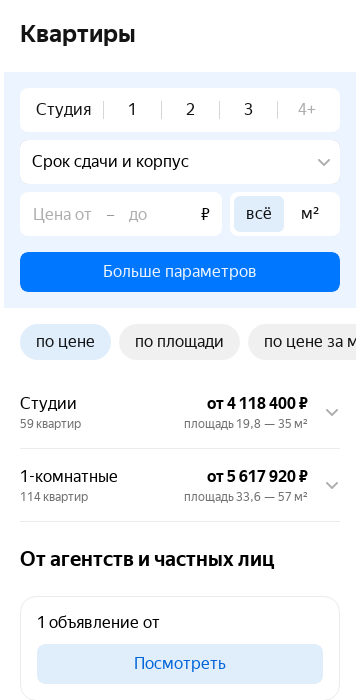 Квартиры
Студия 1 2 3 4+
Срок сдачи и корпус
Цена от – до ₽ всё м²
Больше параметров
по цене по площади по цене за м
Студии от 4 118 400 ₽
59 квартир площадь 19,8 — 35 м²
1-комнатные от 5 617 920 ₽
114 квартир площадь 33,6 — 57 м²
От агентств и частных лиц
1 объявление от
Посмотреть